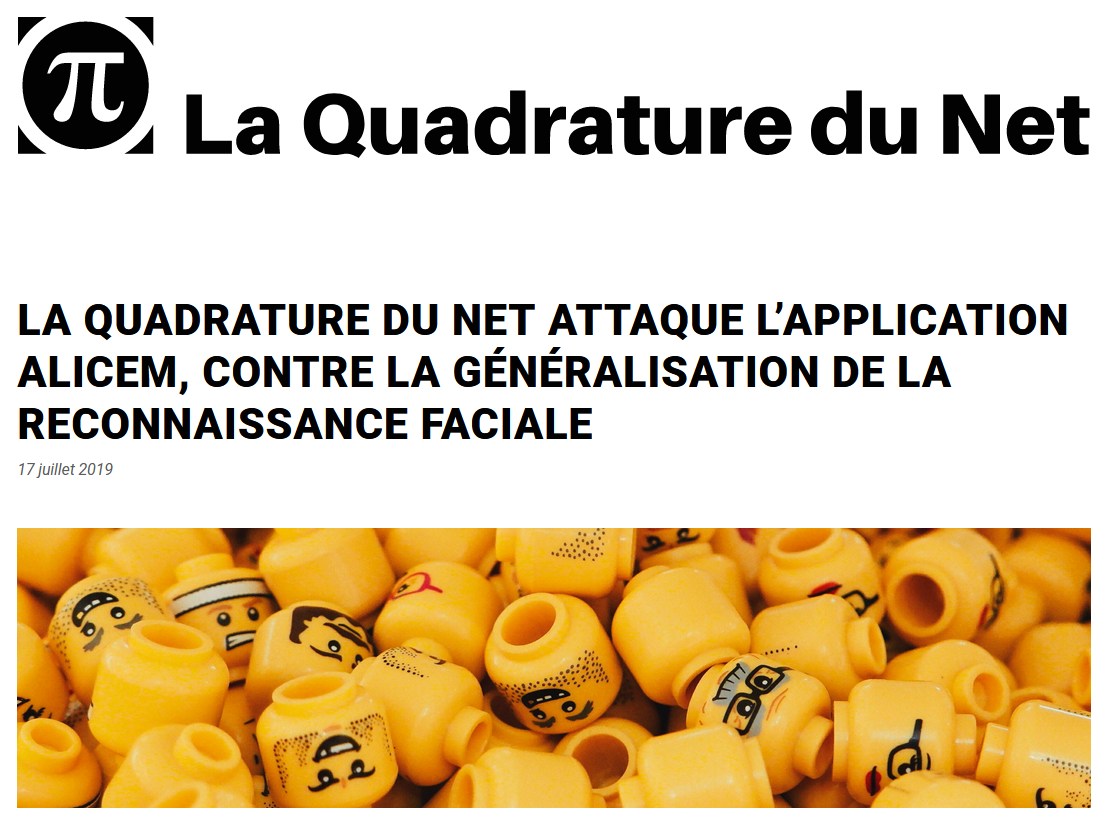 π
La Quadrature du Net
LA QUADRATURE DU NET ATTAQUE L’APPLICATION
ALICEM, CONTRE LA GÉNÉRALISATION DE LA
RECONNAISSANCE FACIALE
17 juillet 2019